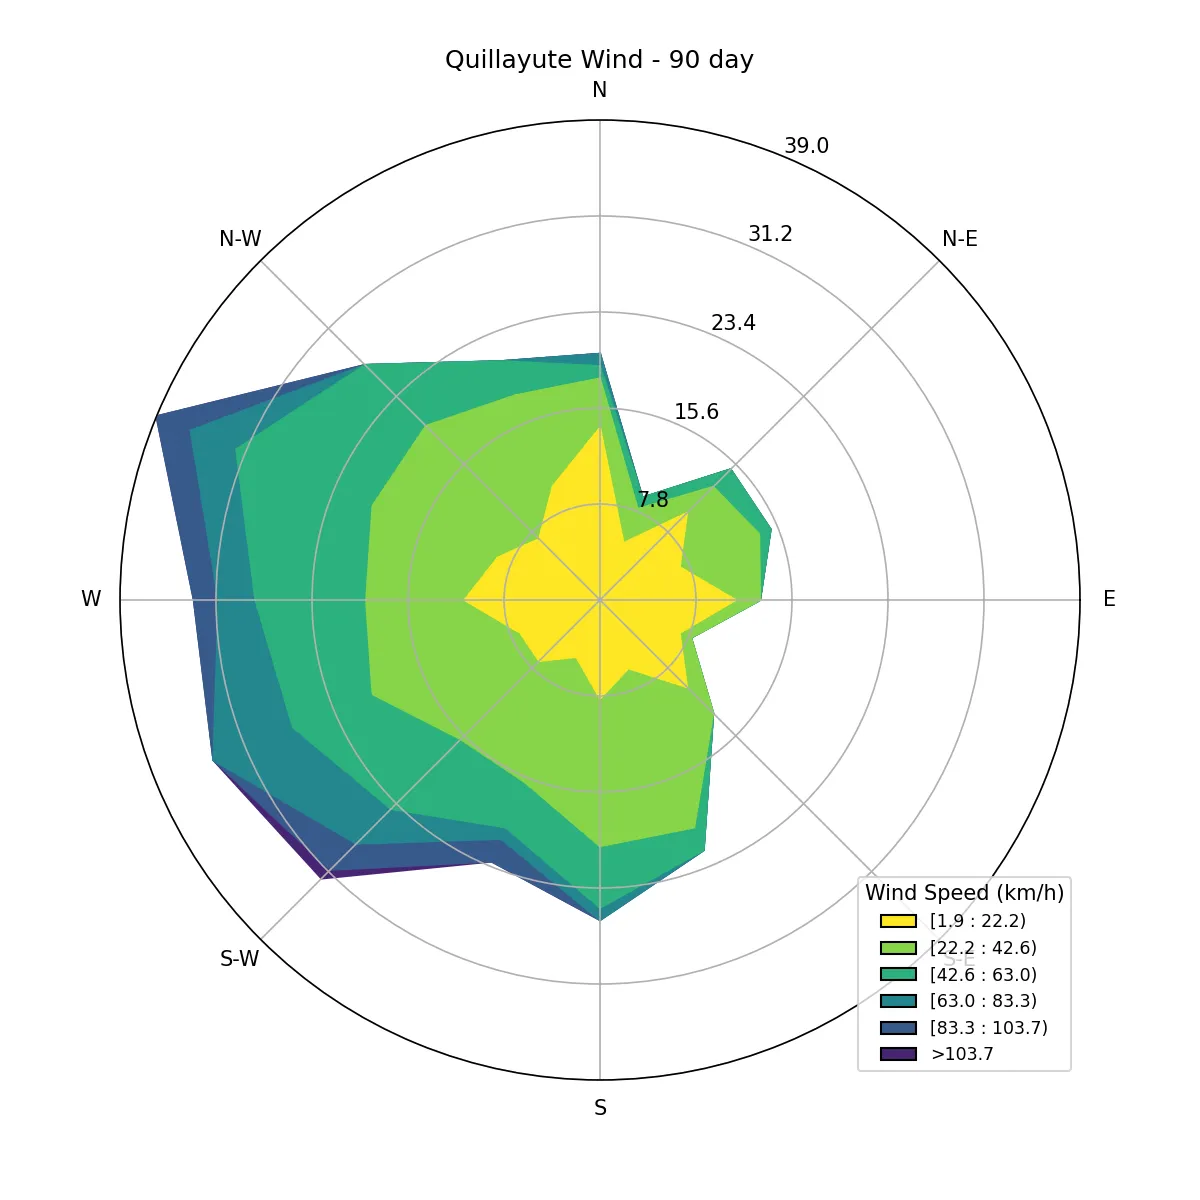 Quillayute Wind - 90 day
N
39.0
31.2
N-W
N-E
23.4
15.6
7.8
W
E
Wind Speed (km/h)
[1.9 : 22.2)
[22.2 : 42.6)
S-W
S-E
[42.6 : 63.0)
[63.0 : 83.3)
[83.3 : 103.7)
>103.7
S